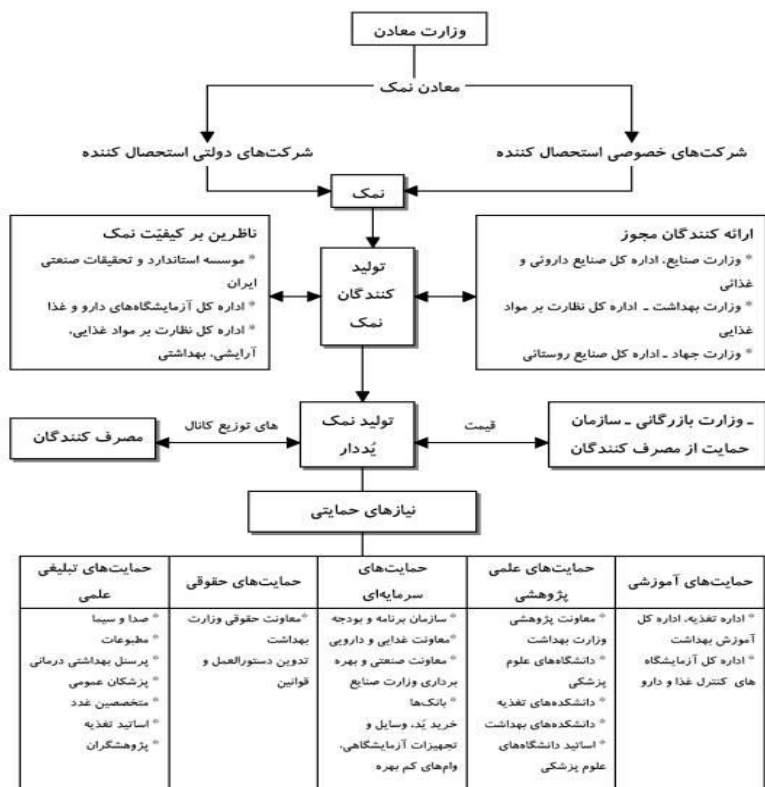 وزارت معادن
معادن نمک
شرکت‌های خصوصی استحصال کننده
شرکت‌های دولتی استحصال کننده
نمک
ارائه کنندگان مجوز
* وزارت صنایع، اداره کل صنایع داروئی و
غذائی
* وزارت بهداشت ـ اداره کل نظارت بر مواد
غذایی
* وزارت جهاد ـ اداره کل صنایع روستائی
تولید
کنندگان
نمک
ناظرین بر کیفیّت نمک
* موسسه استاندارد و تحقیقات صنعتی
ایران
* اداره کل آزمایشگاه‌های دارو و غذا
* اداره کل نظارت بر مواد غذایی،
آرایشی، بهداشتی
ـ وزارت بازرگانی ـ سازمان
حمایت از مصرف کنندگان
قیمت
تولید نمک
یُددار
های توزیع کانال
مصرف کنندگان
نیازهای حمایتی
حمایت‌های آموزشی
* اداره تغذیه، اداره کل
آموزش بهداشت
* اداره کل آزمایشگاه
های کنترل غذا و دارو
حمایت‌های علمی
پژوهشی
* معاونت پژوهشی
وزارت بهداشت
* دانشگاه‌های علوم
پزشکی
* دانشکده‌های تغذیه
* دانشکده‌های بهداشت
* اساتید دانشگاه‌های
علوم پزشکی
حمایت‌های
سرمایه‌ای
* سازمان برنامه و بودجه
*معاونت غذایی و دارویی
* معاونت صنعتی و بهره
برداری وزارت صنایع
* بانک‌ها
خرید یُد، وسایل و
تجهیزات آزمایشگاهی،
وام‌های کم بهره
حمایت‌های حقوقی
*معاونت حقوقی وزارت
بهداشت
تدوین دستورالعمل و
قوانین
حمایت‌های تبلیغی
علمی
* صدا و سیما
* مطبوعات
* پرسنل بهداشتی درمانی
* پزشکان عمومی
* متخصصین غدد
* اساتید تغذیه
* پژوهشگران